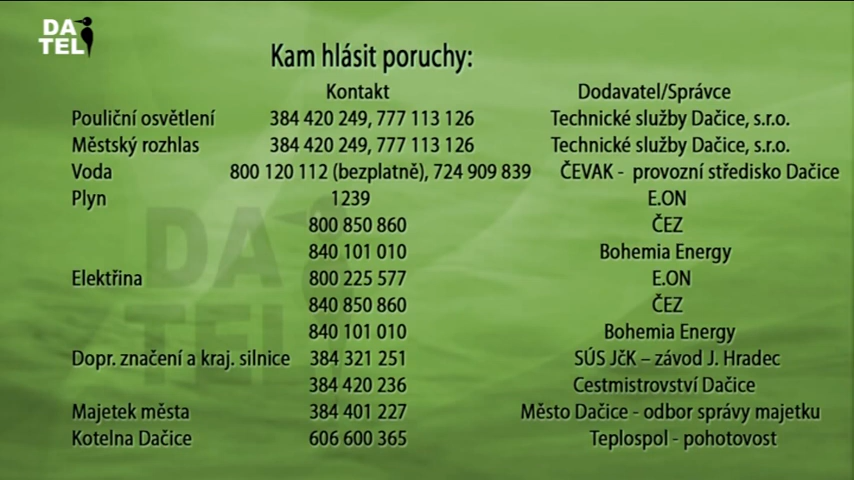 DA
TEL
Kam hlásit poruchy:
Kontakt Dodavatel/Správce
Pouliční osvětlení 384 420 249, 777 113 126 Technické služby Dačice, s.r.o.
Městský rozhlas 384 420 249, 777 113 126 Technické služby Dačice, s.r.o.
Voda 800 120 112 (bezplatně), 724 909 839 ČEVAK - provozní středisko Dačice
Plyn 1239 E.ON
800 850 860 ČEZ
840 101 010 Bohemia Energy
Elektřina 800 225 577 E.ON
840 850 860 ČEZ
840 101 010 Bohemia Energy
Dopr. značení a kraj. silnice 384 321 251 SÚS JčK – závod J. Hradec
384 420 236 Cestmistrovství Dačice
Majetek města 384 401 227 Město Dačice - odbor správy majetku
Kotelna Dačice 606 600 365 Teplospol - pohotovost
DA
TEL